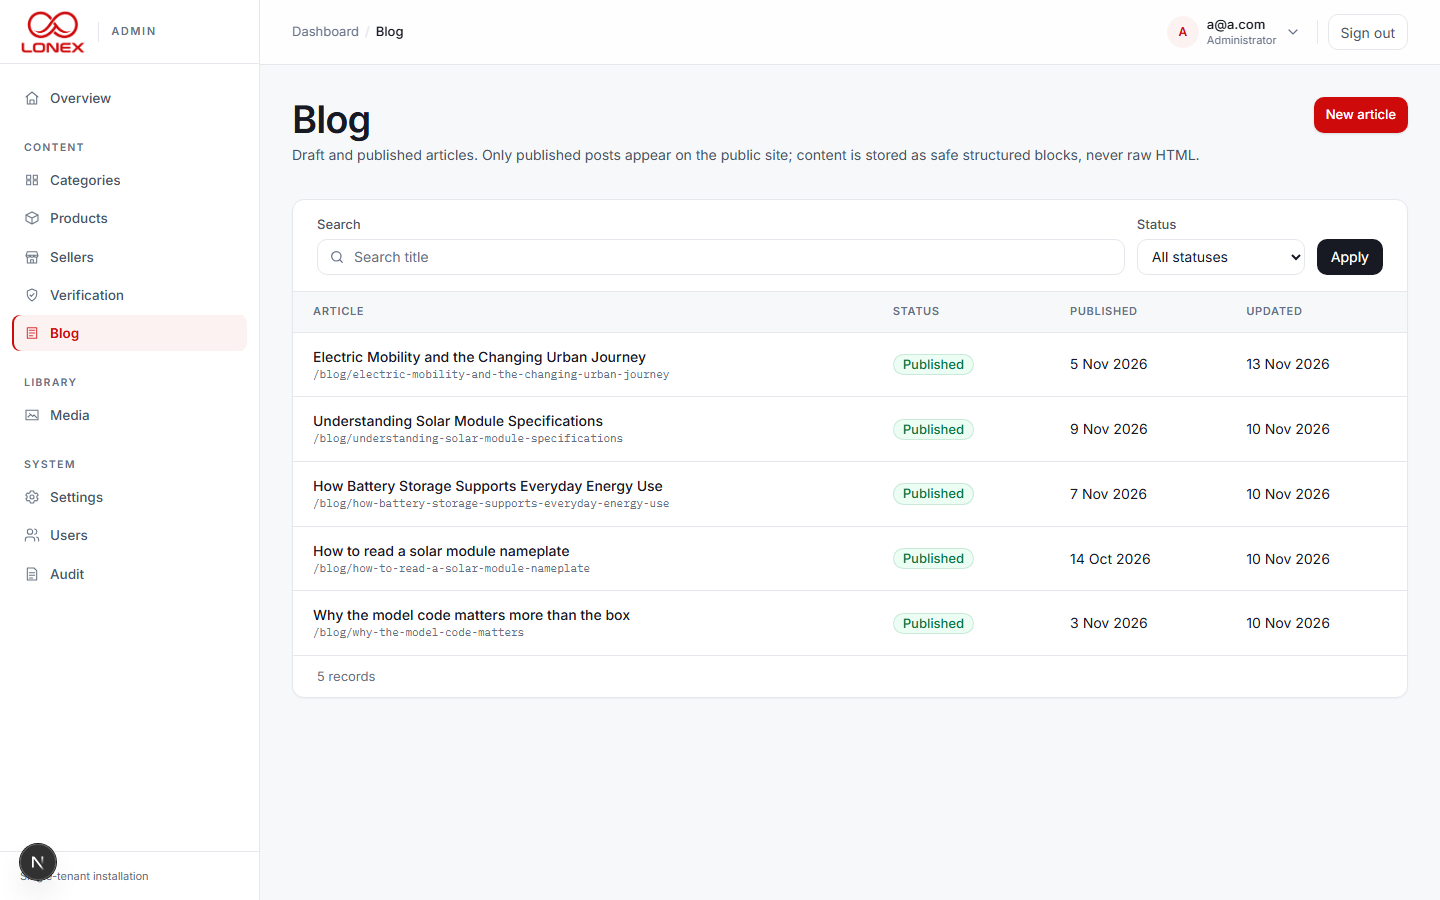 LONEX
ADMIN
Dashboard / Blog
A
a@a.com
Administrator
Sign out
Overview
CONTENT
Categories
Products
Sellers
Verification
Blog
LIBRARY
Media
SYSTEM
Settings
Users
Audit
N
-tenant installation
Blog
New article
Draft and published articles. Only published posts appear on the public site; content is stored as safe structured blocks, never raw HTML.
Search
Status
Search title
All statuses
Apply
ARTICLE STATUS PUBLISHED UPDATED
Electric Mobility and the Changing Urban Journey
/blog/electric-mobility-and-the-changing-urban-journey
Published 5 Nov 2026 13 Nov 2026
Understanding Solar Module Specifications
/blog/understanding-solar-module-specifications
Published 9 Nov 2026 10 Nov 2026
How Battery Storage Supports Everyday Energy Use
/blog/how-battery-storage-supports-everyday-energy-use
Published 7 Nov 2026 10 Nov 2026
How to read a solar module nameplate
/blog/how-to-read-a-solar-module-nameplate
Published 14 Oct 2026 10 Nov 2026
Why the model code matters more than the box
/blog/why-the-model-code-matters
Published 3 Nov 2026 10 Nov 2026
5 records